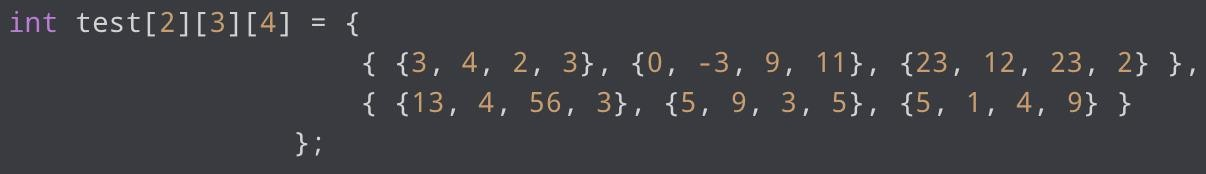 int test[2][3][4] = {
{ {3, 4, 2, 3}, {0, -3, 9, 11}, {23, 12, 23, 2} },
{ {13, 4, 56, 3}, {5, 9, 3, 5}, {5, 1, 4, 9} }
};